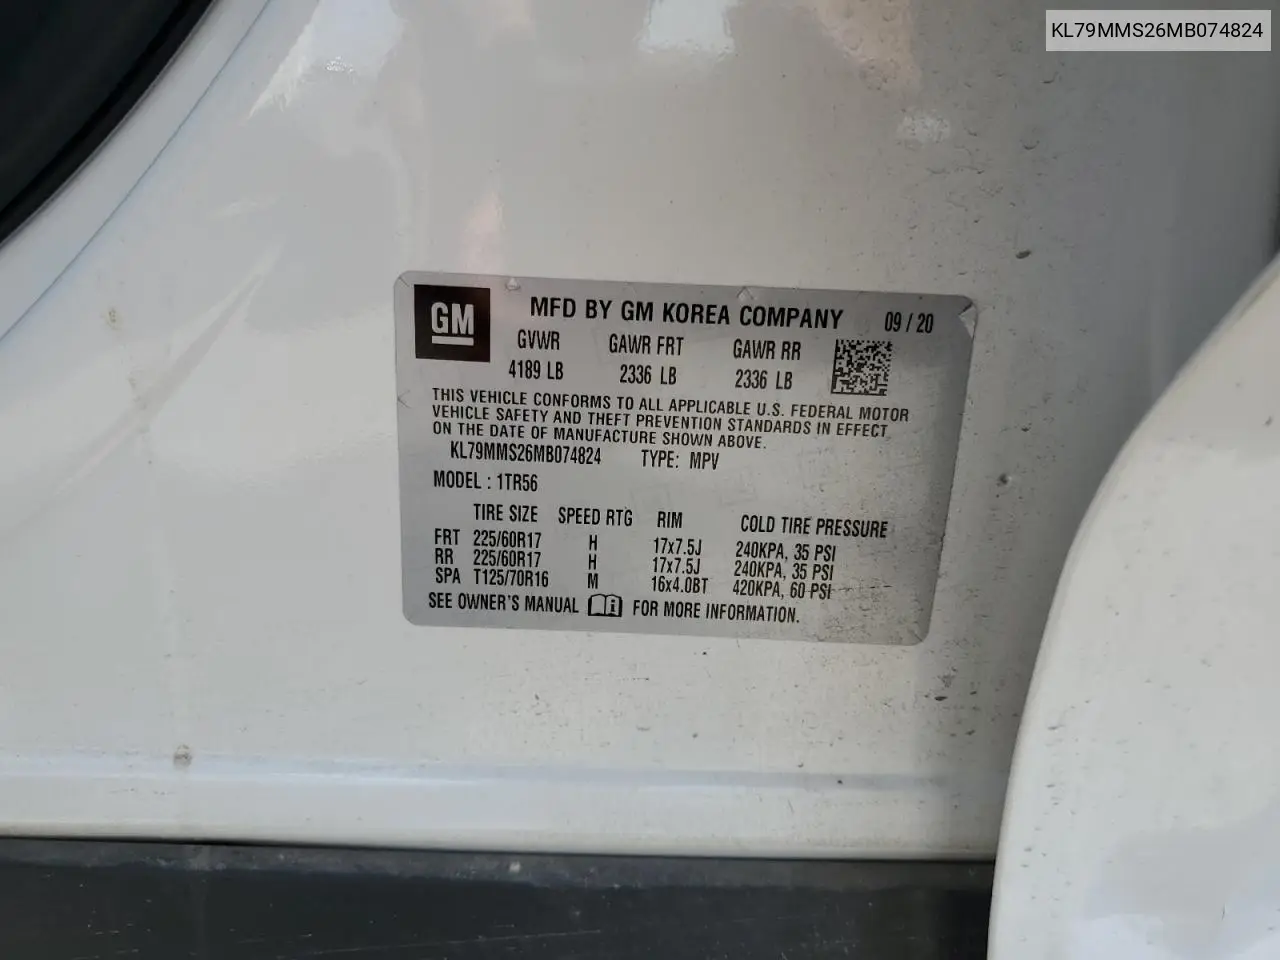 KL79MMS26MB074824
GM MFD BY GM KOREA COMPANY 09 / 20
GVWR GAWR FRT GAWR RR
4189 LB 2336 LB 2336 LB
THIS VEHICLE CONFORMS TO ALL APPLICABLE U.S. FEDERAL MOTOR
VEHICLE SAFETY AND THEFT PREVENTION STANDARDS IN EFFECT
ON THE DATE OF MANUFACTURE SHOWN ABOVE.
KL79MMS26MB074824 TYPE: MPV
MODEL : 1TR56
TIRE SIZE SPEED RTG RIM COLD TIRE PRESSURE
FRT 225/60R17 H 17x7.5J 240KPA, 35 PSI
RR 225/60R17 H 17x7.5J 240KPA, 35 PSI
SPA T125/70R16 M 16x4.0BT 420KPA, 60 PSI
SEE OWNER'S MANUAL FOR MORE INFORMATION.